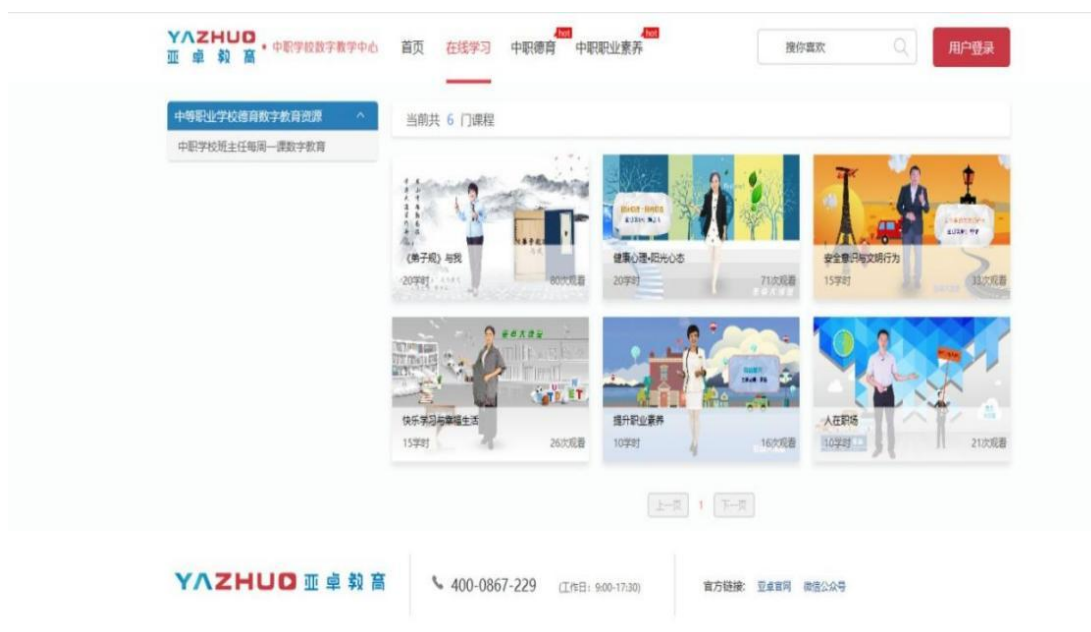 YAZHUO
亚卓教育
• 中职学校数字教学中心
首页
在线学习
中职德育
hot
中职职业素养
hot
搜你喜欢
用户登录
中等职业学校德育数字教育资源
中职学校班主任每周一课数字教育
当前共 6 门课程
《弟子规》与我
20学时
80次观看
健康心理•阳光心态
20学时
71次观看
安全意识与文明行为
15学时
33次观看
亚卓大课堂
快乐学习与幸福生活
15学时
26次观看
提升职业素养
10学时
16次观看
人在职场
10学时
21次观看
上一页
1
下一页
YAZHUO 亚卓教育
400-0867-229 (工作日：9:00-17:30)
官方链接： 亚卓官网 微信公众号